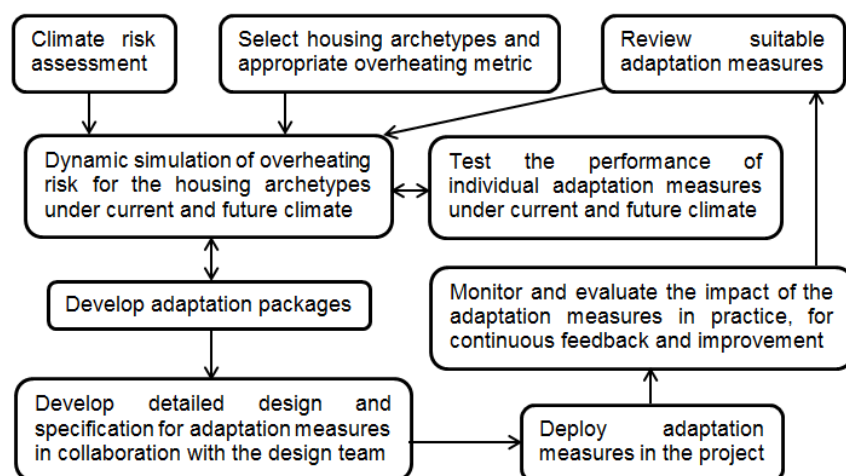 Climate risk
assessment
Select housing archetypes and
appropriate overheating metric
Review suitable
adaptation measures
Dynamic simulation of overheating
risk for the housing archetypes
under current and future climate
Test the performance of
individual adaptation measures
under current and future climate
Develop adaptation packages
Monitor and evaluate the impact of the
adaptation measures in practice, for
continuous feedback and improvement
Develop detailed design and
specification for adaptation measures
in collaboration with the design team
Deploy adaptation
measures in the project